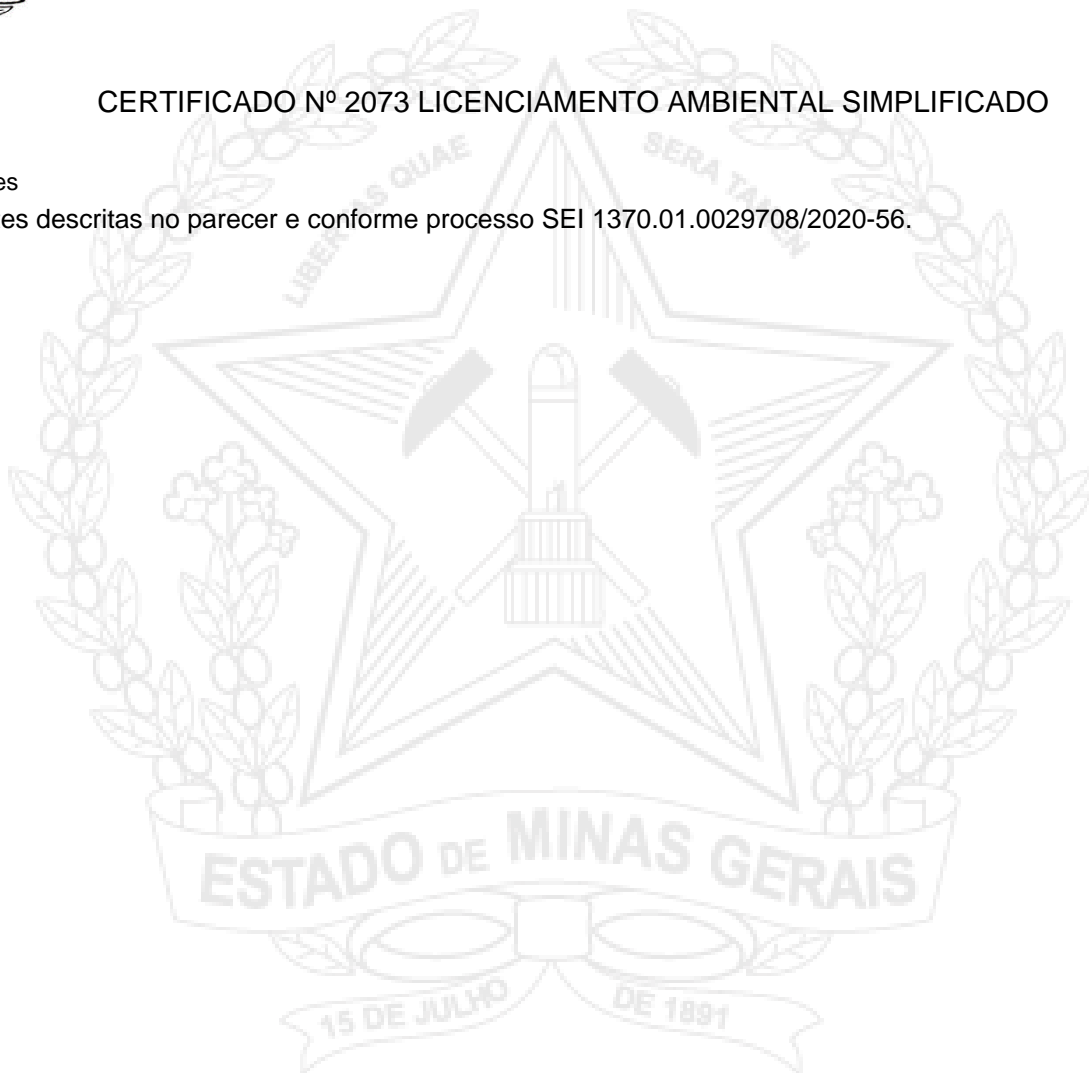 CERTIFICADO Nº 2073 LICENCIAMENTO AMBIENTAL SIMPLIFICADO
es
es descritas no parecer e conforme processo SEI 1370.01.0029708/2020-56.
LIBERTAS QUAE SERA TAMEN
ESTADO DE MINAS GERAIS
15 DE JULHO DE 1891